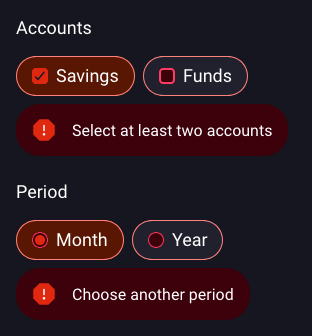 Accounts
Savings
Funds
Select at least two accounts
Period
Month
Year
Choose another period